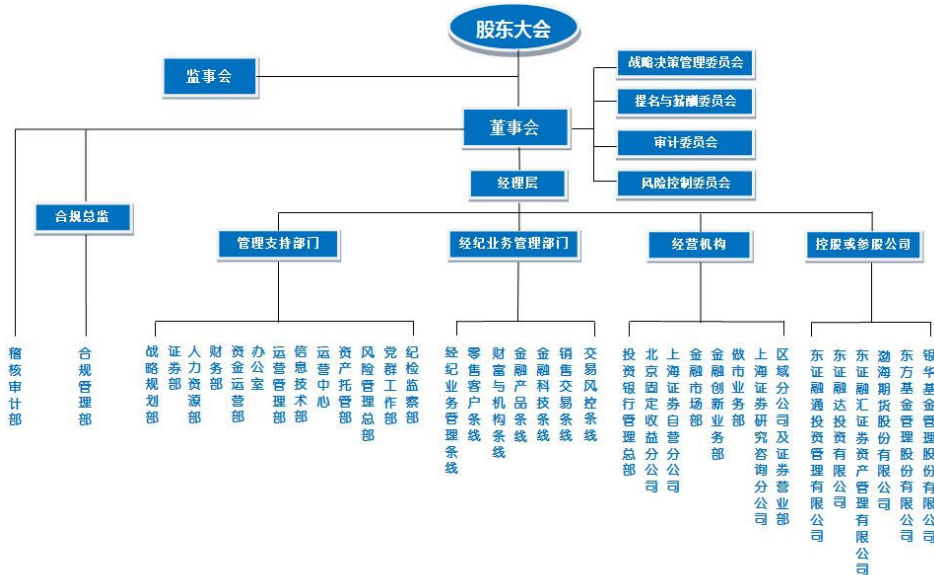 股东大会
监事会
战略决策管理委员会
提名与薪酬委员会
董事会
审计委员会
经理层
风险控制委员会
合规总监
管理支持部门
经纪业务管理部门
经营机构
控股或参股公司
稽核审计部
合规管理部
战略规划部
证券部
人力资源部
财务部
资金运营部
办公室
运营管理部
信息技术部
运营中心
资产托管部
风险管理总部
党群工作部
纪检监察部
经纪业务管理条线
零售客户条线
财富与机构条线
金融产品条线
金融科技条线
销售交易条线
交易风控条线
投资银行管理总部
北京固定收益分公司
上海证券自营分公司
金融市场部
金融创新业务部
做市业务部
上海证券研究咨询分公司
区域分公司及证券营业部
东证融通投资管理有限公司
东证融达投资有限公司
东证融汇证券资产管理有限公司
渤海期货股份有限公司
东方基金管理股份有限公司
银华基金管理股份有限公司